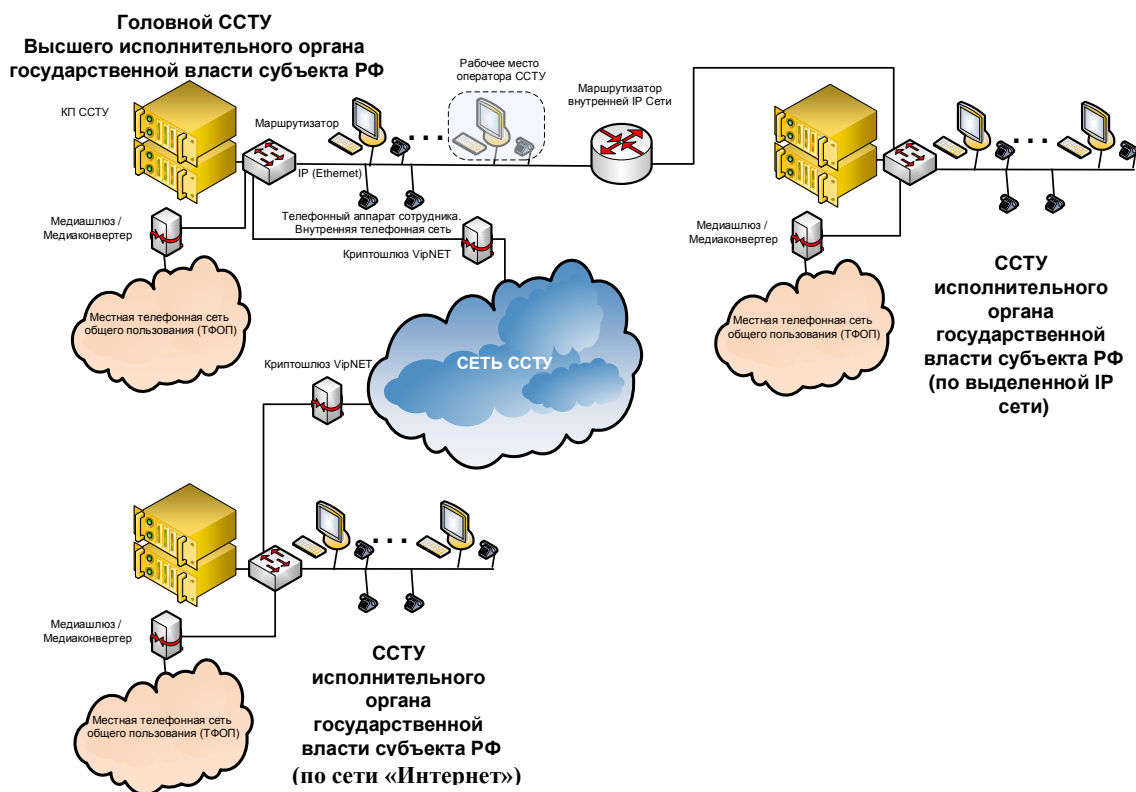 Головной ССТУ
Высшего исполнительного органа
государственной власти субъекта РФ
КП ССТУ
Маршрутизатор
Рабочее место
оператора ССТУ
Маршрутизатор
внутренней IP Сети
IP (Ethernet)
Медиашлюз /
Медиаконвертер
Телефонный аппарат сотрудника.
Внутренняя телефонная сеть
Криптошлюз VipNET
Местная телефонная сеть
общего пользования (ТФОП)
Медиашлюз /
Медиаконвертер
Местная телефонная сеть
общего пользования (ТФОП)
ССТУ
исполнительного
органа
государственной
власти субъекта РФ
(по выделенной IP
сети)
СЕТЬ ССТУ
Криптошлюз VipNET
Медиашлюз /
Медиаконвертер
Местная телефонная сеть
общего пользования (ТФОП)
ССТУ
исполнительного
органа
государственной
власти субъекта РФ
(по сети «Интернет»)